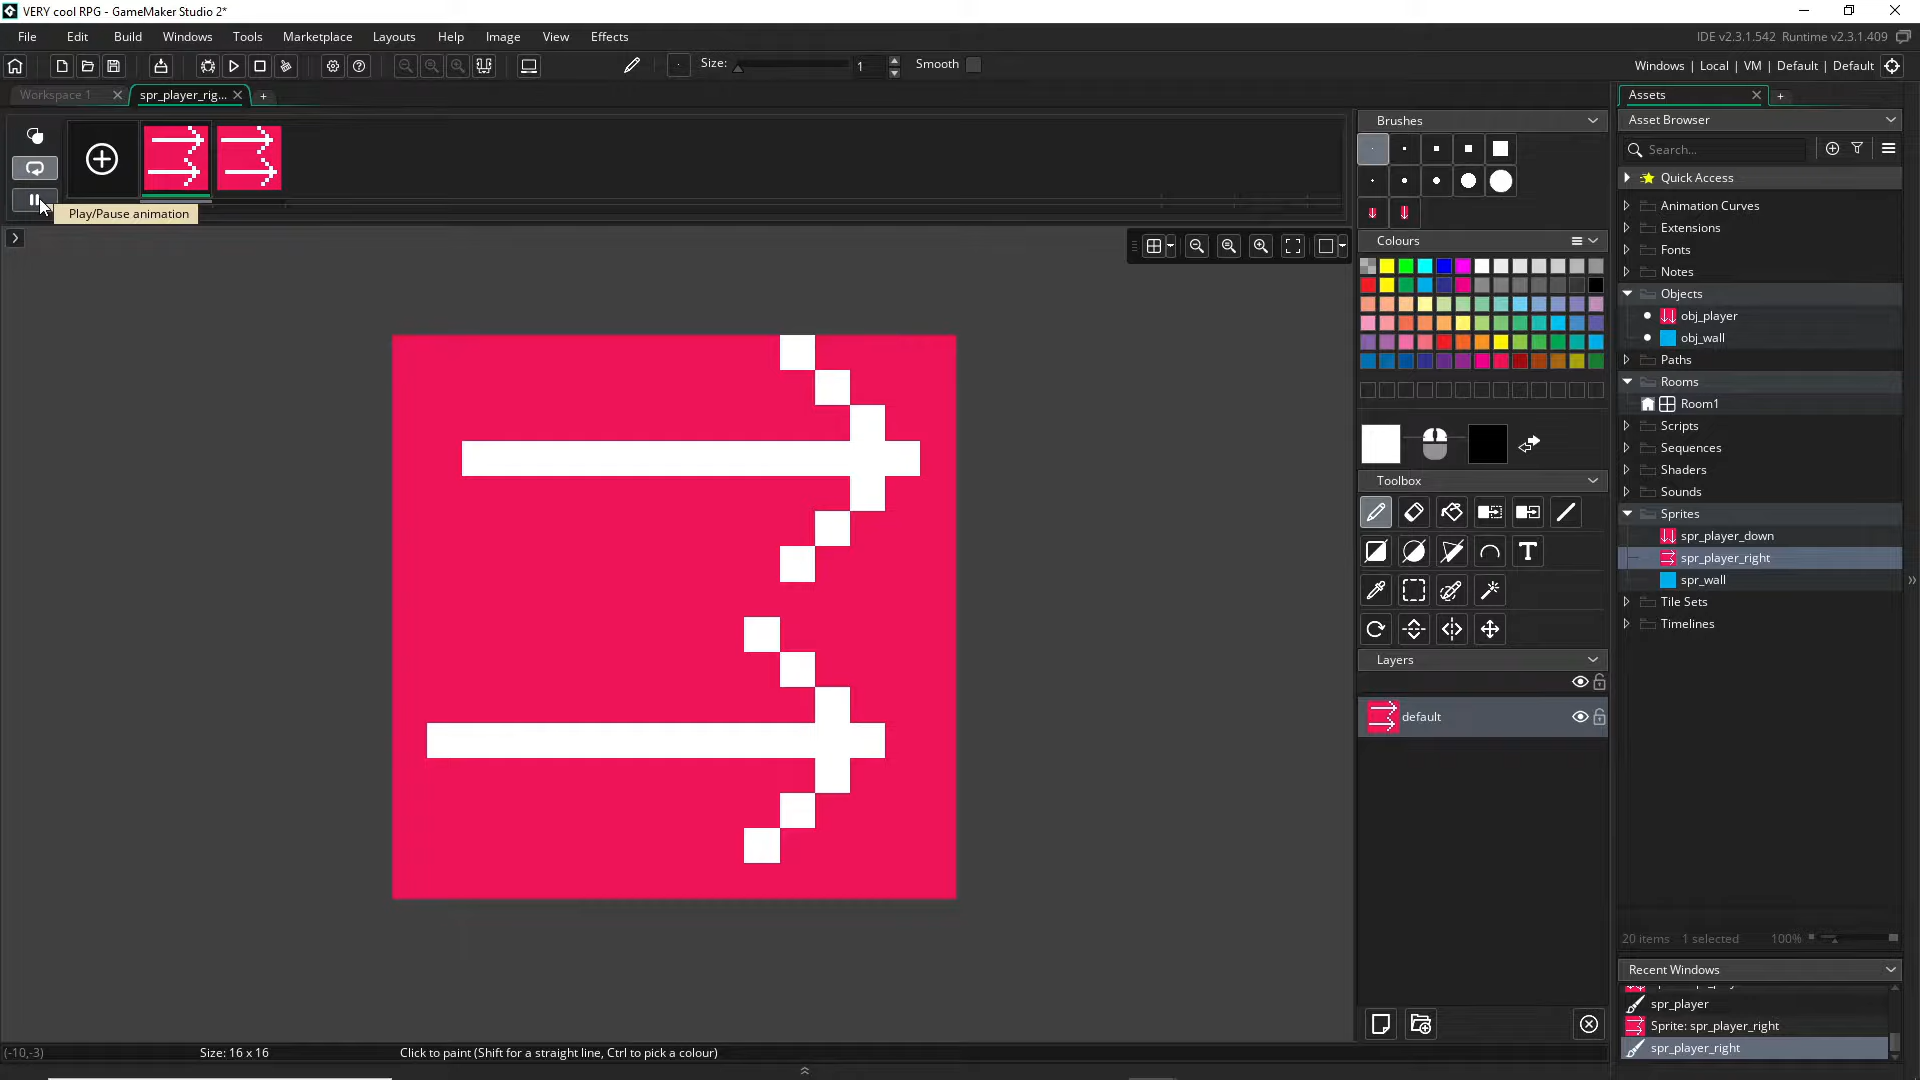 VERY cool RPG - GameMaker Studio 2*
File Edit Build Windows Tools Marketplace Layouts Help Image View Effects
IDE v2.3.1.542 Runtime v2.3.1.409
Size: 1 Smooth
Windows | Local | VM | Default | Default
Workspace 1
spr_player_rig...
Play/Pause animation
Brushes
Colours
Toolbox
T
Layers
default
Assets
Asset Browser
Search...
Quick Access
Animation Curves
Extensions
Fonts
Notes
Objects
obj_player
obj_wall
Paths
Rooms
Room1
Scripts
Sequences
Shaders
Sounds
Sprites
spr_player_down
spr_player_right
spr_wall
Tile Sets
Timelines
20 items 1 selected 100%
Recent Windows
spr_player
Sprite: spr_player_right
spr_player_right
(-10,-3)
Size: 16 x 16
Click to paint (Shift for a straight line, Ctrl to pick a colour)